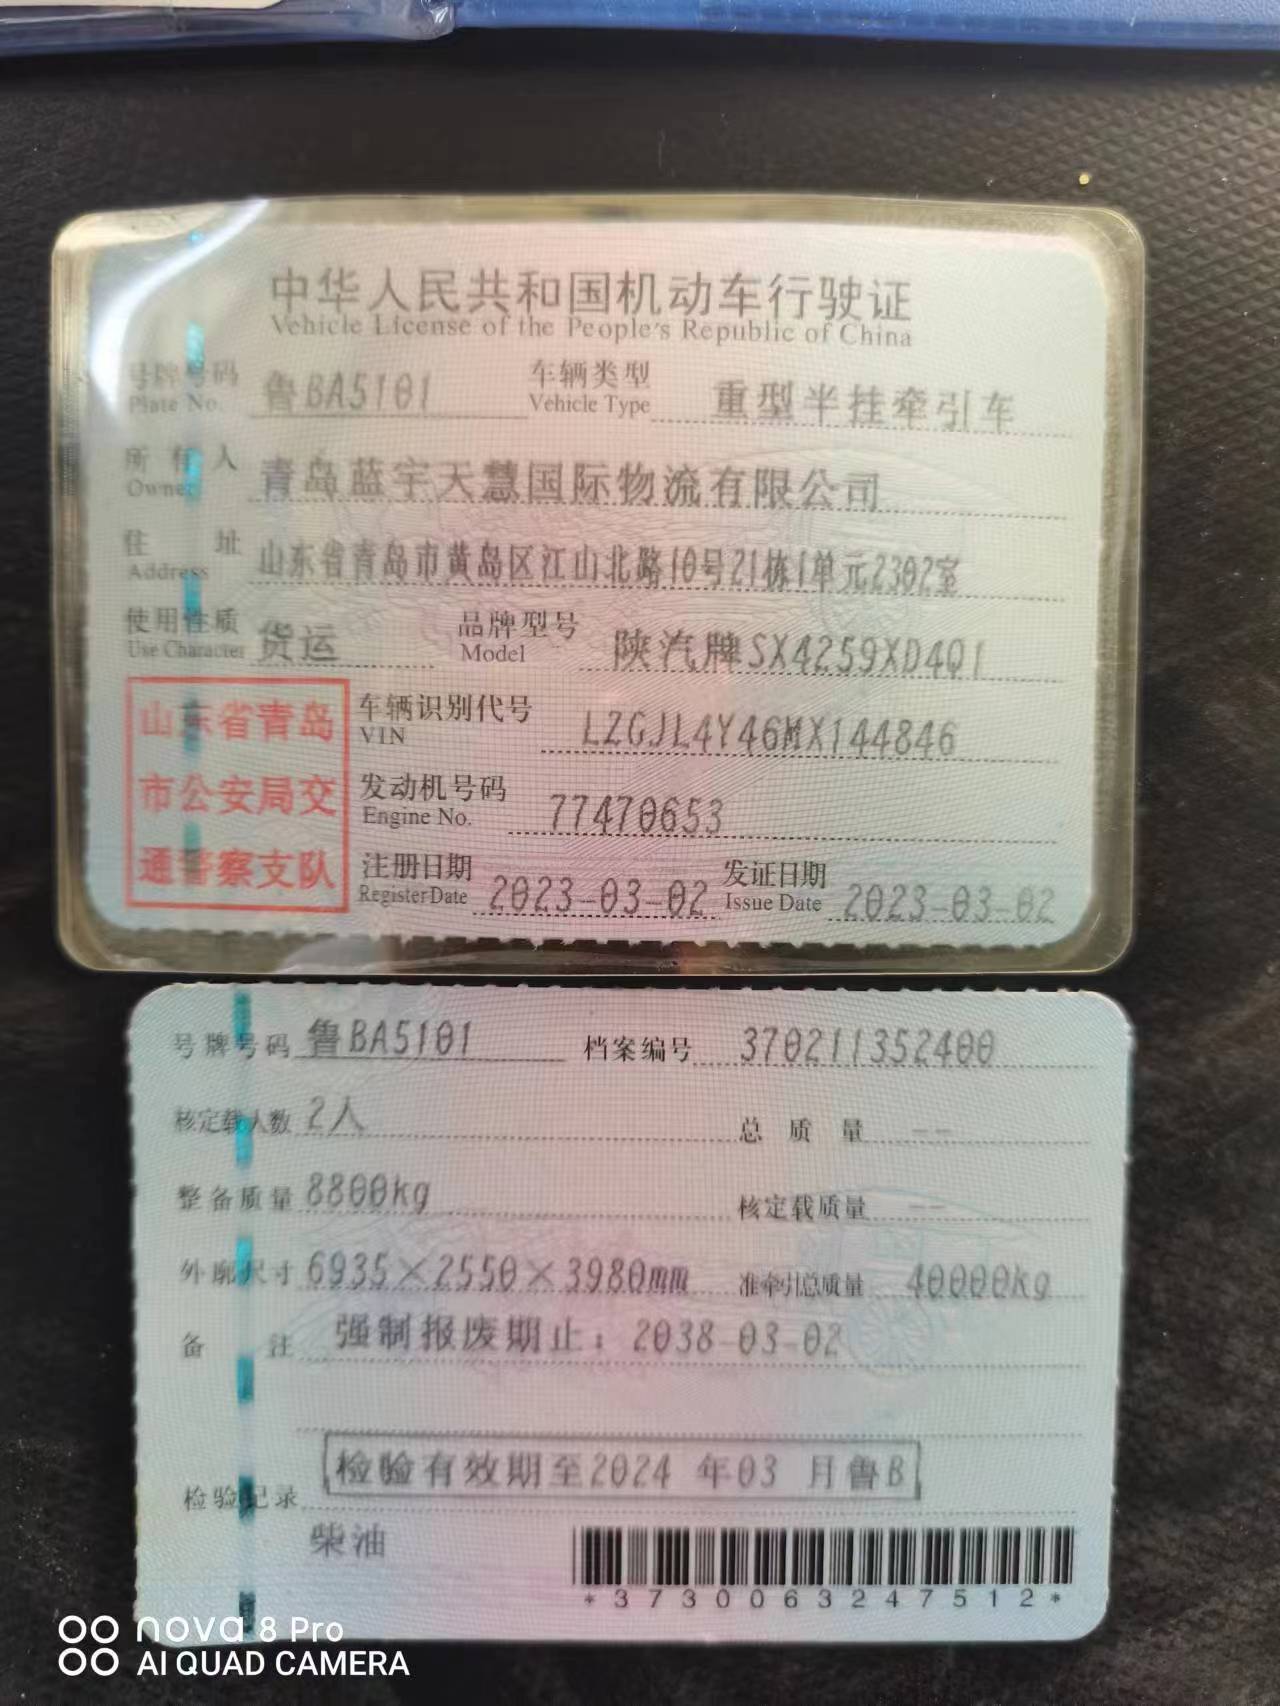 中华人民共和国机动车行驶证
Vehicle License of the People's Republic of China
号牌号码 Plate No. 鲁BA5101 车辆类型 Vehicle Type 重型半挂牵引车
所有人 Owner 青岛蓝宇天慧国际物流有限公司
住址 Address 山东省青岛市黄岛区江山北路10号21栋1单元2302室
使用性质 Use Character 货运 品牌型号 Model 陕汽牌SX4259XD4Q1
山东省青岛
市公安局交
通警察支队
车辆识别代号 VIN LZGJL4Y46MX144846
发动机号码 Engine No. 77470653
注册日期 Register Date 2023-03-02 发证日期 Issue Date 2023-03-02
号牌号码 鲁BA5101 档案编号 370211352400
核定载人数 2人 总质量 --
整备质量 8800kg 核定载质量 --
外廓尺寸 6935×2550×3980mm 准牵引总质量 40000kg
备注 强制报废期止：2038-03-02
检验记录 检验有效期至2024 年03 月鲁B
柴油
*3730063247512*
nova 8 Pro
AI QUAD CAMERA